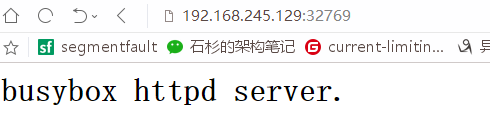 192.168.245.129:32769
segmentfault 石杉的架构笔记 current-limitin...
busybox httpd server.